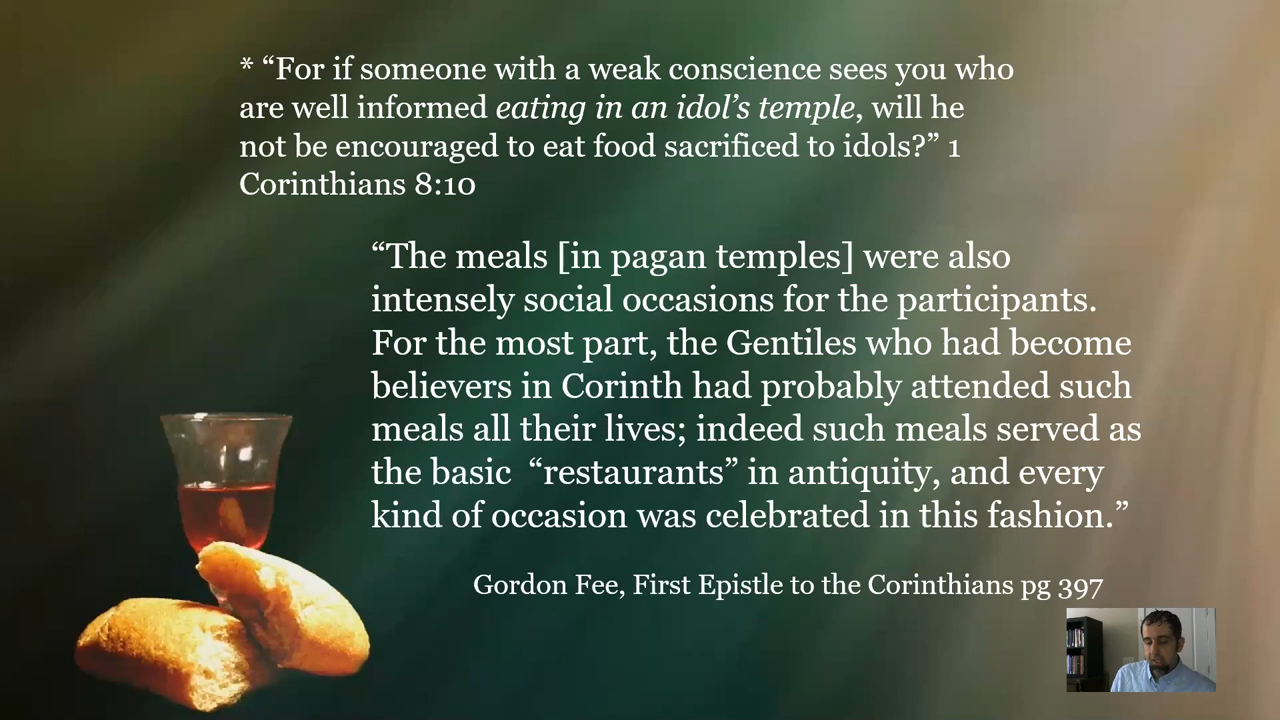 * “For if someone with a weak conscience sees you who
are well informed eating in an idol’s temple, will he
not be encouraged to eat food sacrificed to idols?” 1
Corinthians 8:10
“The meals [in pagan temples] were also
intensely social occasions for the participants.
For the most part, the Gentiles who had become
believers in Corinth had probably attended such
meals all their lives; indeed such meals served as
the basic  “restaurants” in antiquity, and every
kind of occasion was celebrated in this fashion.”
Gordon Fee, First Epistle to the Corinthians pg 397